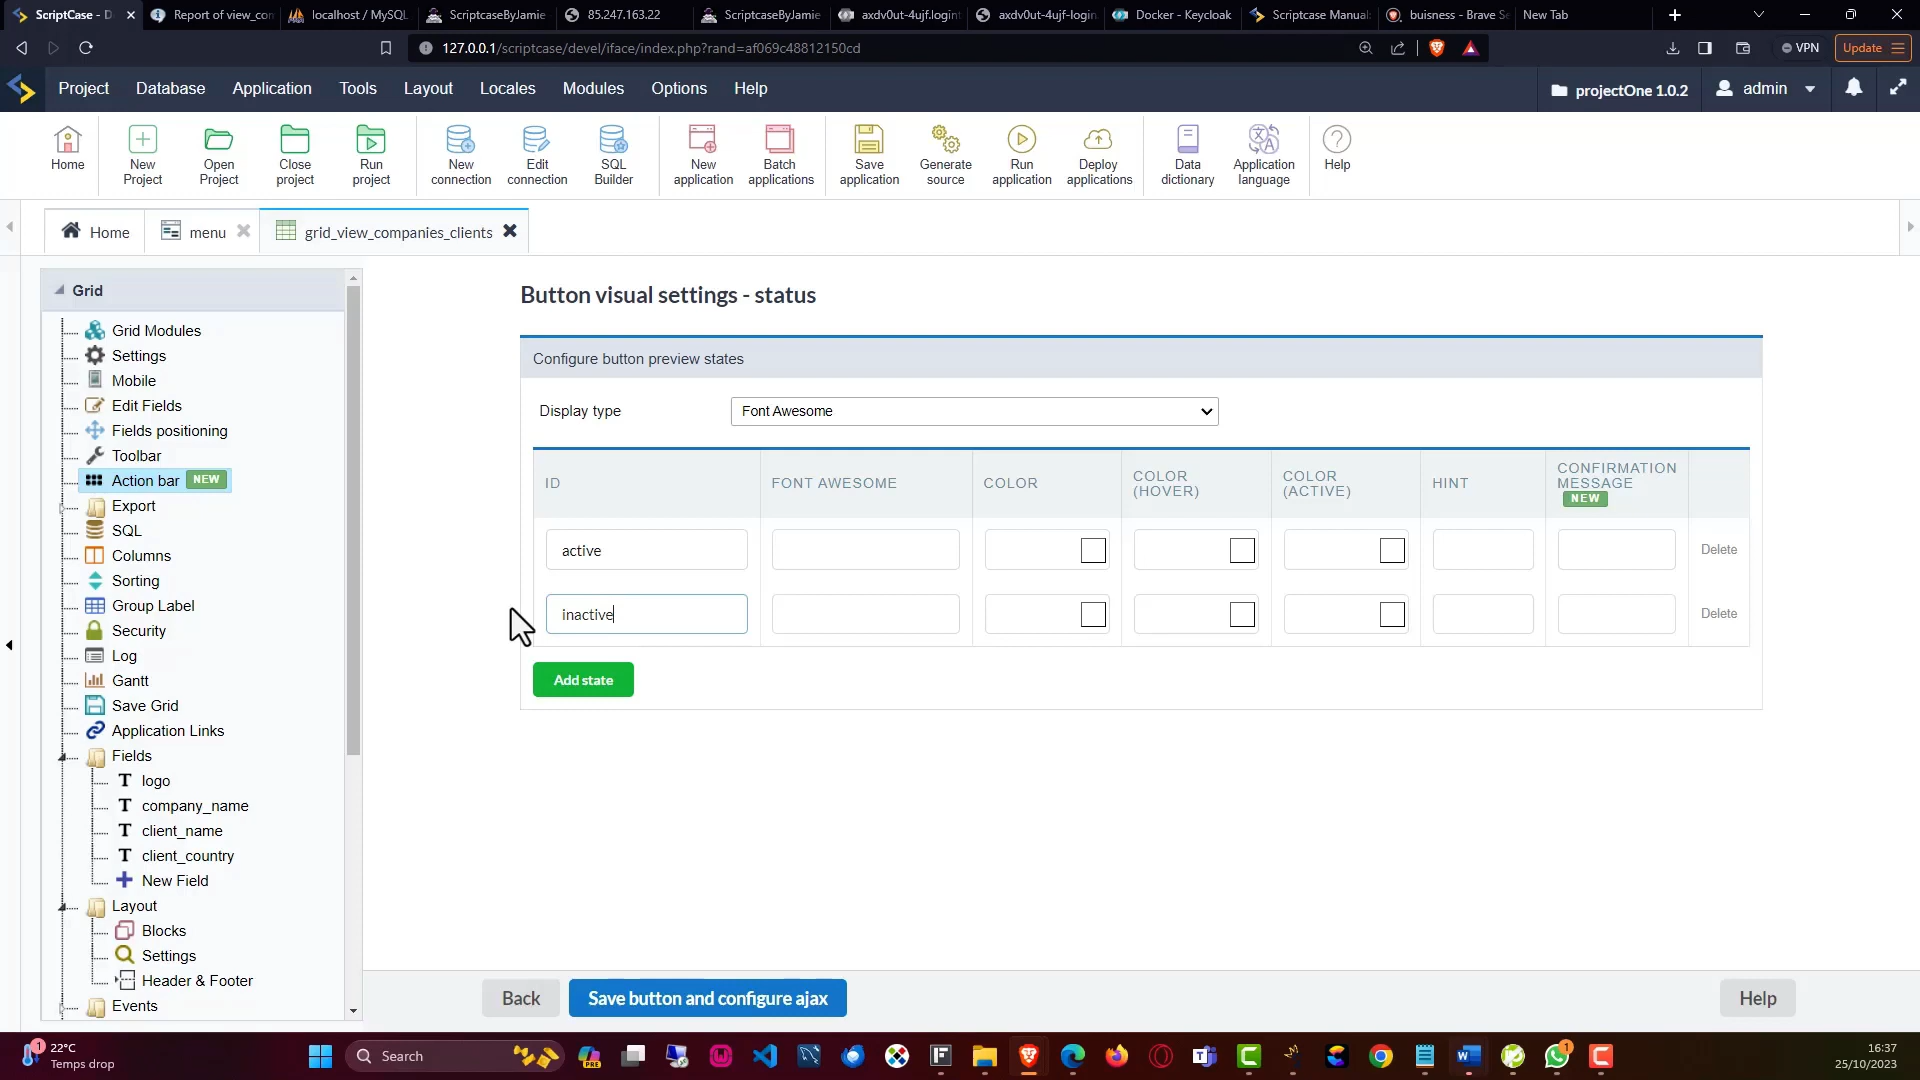 ScriptCase - D
Report of view_con
localhost / MySQL
ScriptcaseByJamie
85.247.163.22
ScriptcaseByJamie
axdv0ut-4ujf.logint
axdv0ut-4ujf-login.
Docker - Keycloak
Scriptcase Manual
buisness - Brave Se
New Tab
127.0.0.1/scriptcase/devel/iface/index.php?rand=af069c48812150cd
VPN
Update
Project
Database
Application
Tools
Layout
Locales
Modules
Options
Help
projectOne 1.0.2
admin
Home
New Project
Open Project
Close project
Run project
New connection
Edit connection
SQL Builder
New application
Batch applications
Save application
Generate source
Run application
Deploy applications
Data dictionary
Application language
Help
Home
menu
grid_view_companies_clients
Grid
Grid Modules
Settings
Mobile
Edit Fields
Fields positioning
Toolbar
Action bar NEW
Export
SQL
Columns
Sorting
Group Label
Security
Log
Gantt
Save Grid
Application Links
Fields
logo
company_name
client_name
client_country
New Field
Layout
Blocks
Settings
Header & Footer
Events
Button visual settings - status
Configure button preview states
Display type
Font Awesome
ID
FONT AWESOME
COLOR
COLOR (HOVER)
COLOR (ACTIVE)
HINT
CONFIRMATION MESSAGE NEW
active
Delete
inactive
Delete
Add state
Back
Save button and configure ajax
Help
1
22°C
Temps drop
Search
PRE
1
16:37
25/10/2023